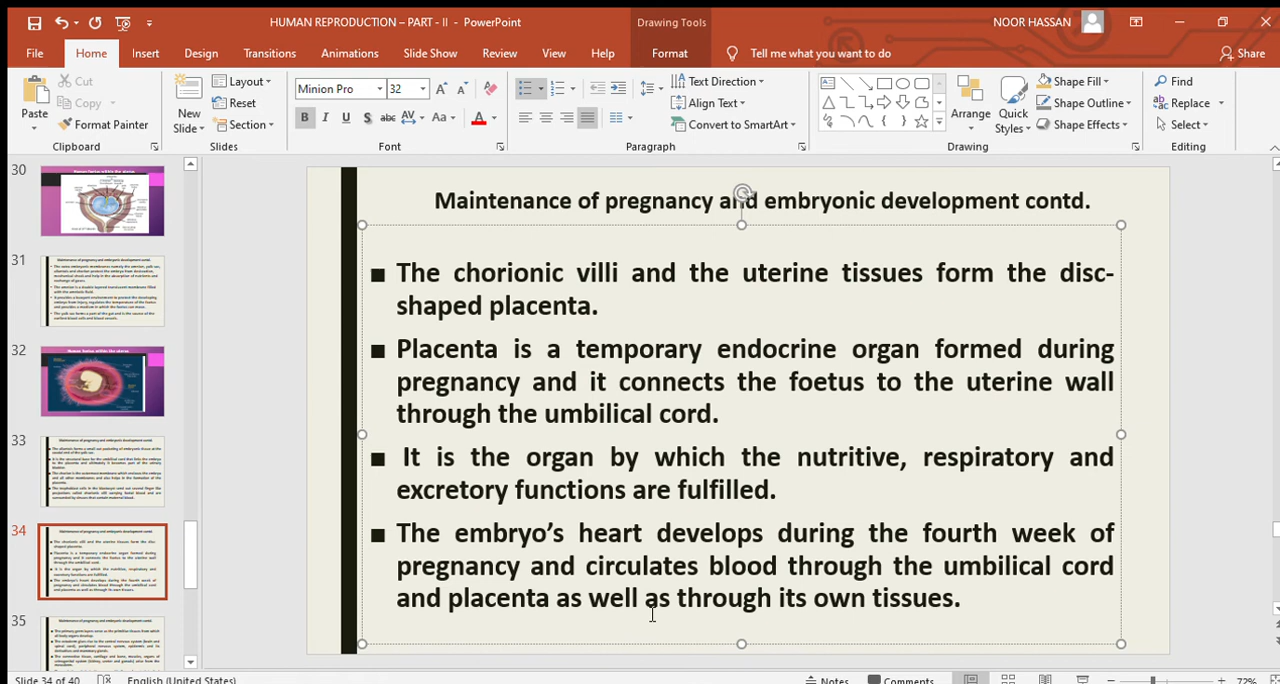 HUMAN REPRODUCTION – PART - II - PowerPoint
Drawing Tools
NOOR HASSAN
File Home Insert Design Transitions Animations Slide Show Review View Help Format Tell me what you want to do Share
Paste
Cut
Copy
Format Painter
Clipboard
New Slide
Layout
Reset
Section
Slides
Minion Pro 32
B I U S abc AV Aa A
Font
Text Direction
Align Text
Convert to SmartArt
Paragraph
Arrange
Quick Styles
Shape Fill
Shape Outline
Shape Effects
Drawing
Find
Replace
Select
Editing
30
31
32
33
34
35
Maintenance of pregnancy and embryonic development contd.
■ The chorionic villi and the uterine tissues form the disc-
shaped placenta.
■ Placenta is a temporary endocrine organ formed during
pregnancy and it connects the foetus to the uterine wall
through the umbilical cord.
■ It is the organ by which the nutritive, respiratory and
excretory functions are fulfilled.
■ The embryo’s heart develops during the fourth week of
pregnancy and circulates blood through the umbilical cord
and placenta as well as through its own tissues.
Slide 34 of 40 English (United States) Notes Comments 72%